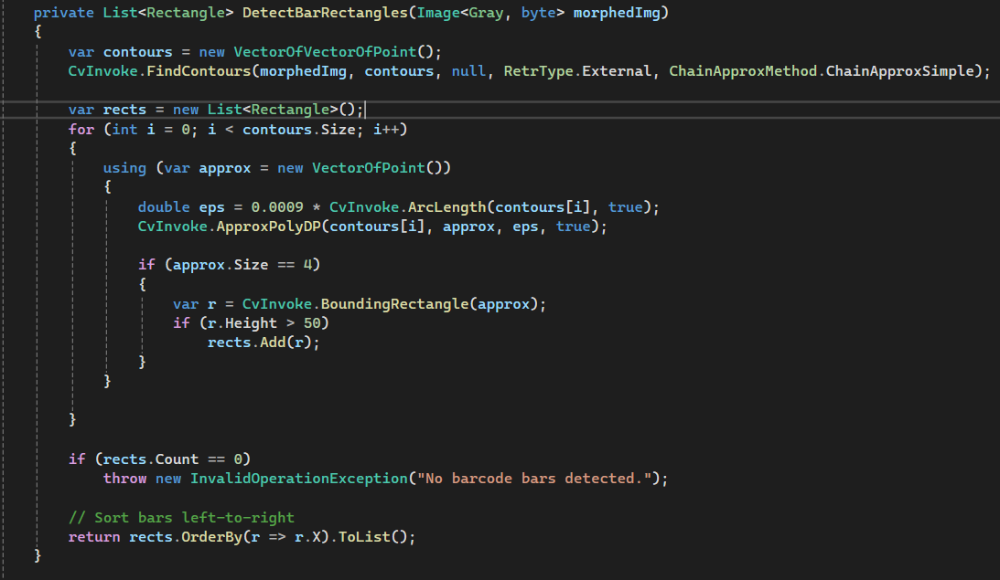 private List<Rectangle> DetectBarRectangles(Image<Gray, byte> morphedImg)
{
var contours = new VectorOfVectorOfPoint();
CvInvoke.FindContours(morphedImg, contours, null, RetrType.External, ChainApproxMethod.ChainApproxSimple);
var rects = new List<Rectangle>();
for (int i = 0; i < contours.Size; i++)
{
using (var approx = new VectorOfPoint())
{
double eps = 0.0009 * CvInvoke.ArcLength(contours[i], true);
CvInvoke.ApproxPolyDP(contours[i], approx, eps, true);
if (approx.Size == 4)
{
var r = CvInvoke.BoundingRectangle(approx);
if (r.Height > 50)
rects.Add(r);
}
}
}
if (rects.Count == 0)
throw new InvalidOperationException("No barcode bars detected.");
// Sort bars left-to-right
return rects.OrderBy(r => r.X).ToList();
}